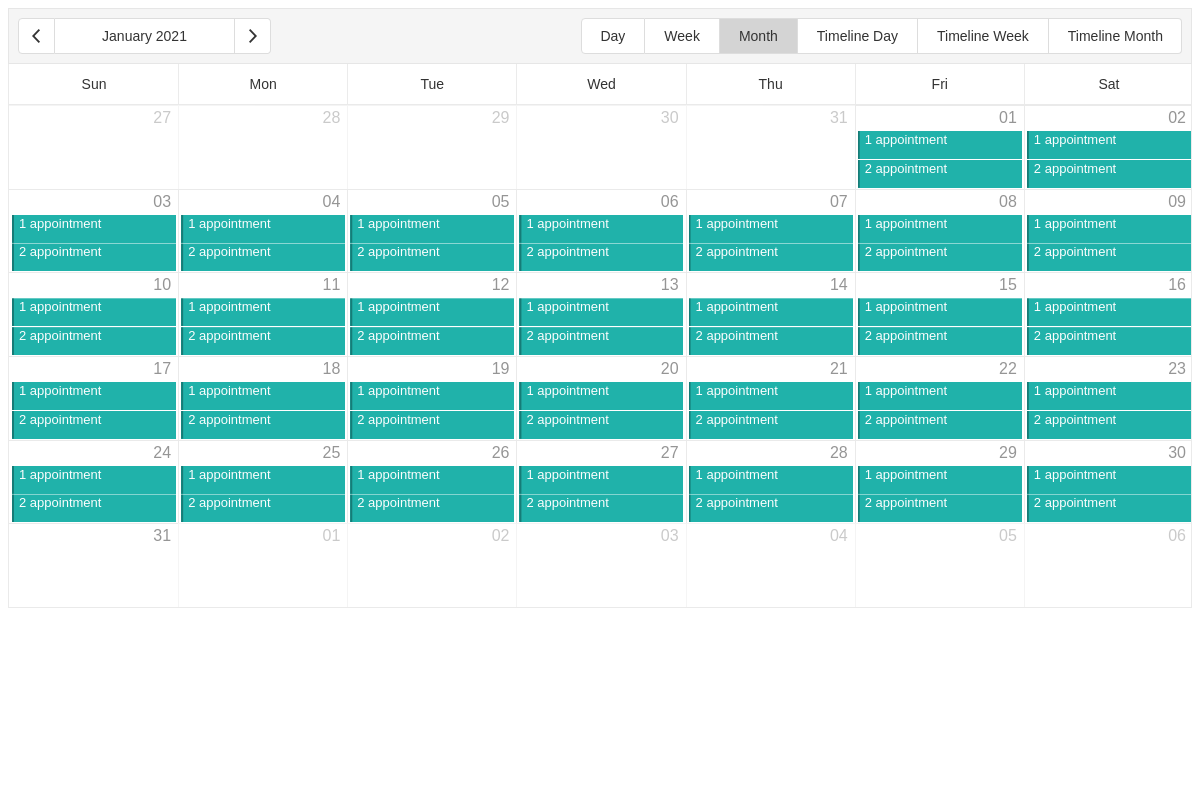 January 2021 Day Week Month Timeline Day Timeline Week Timeline Month
Sun Mon Tue Wed Thu Fri Sat
27 28 29 30 31 01 02
1 appointment 1 appointment
2 appointment 2 appointment
03 04 05 06 07 08 09
1 appointment 1 appointment 1 appointment 1 appointment 1 appointment 1 appointment 1 appointment
2 appointment 2 appointment 2 appointment 2 appointment 2 appointment 2 appointment 2 appointment
10 11 12 13 14 15 16
1 appointment 1 appointment 1 appointment 1 appointment 1 appointment 1 appointment 1 appointment
2 appointment 2 appointment 2 appointment 2 appointment 2 appointment 2 appointment 2 appointment
17 18 19 20 21 22 23
1 appointment 1 appointment 1 appointment 1 appointment 1 appointment 1 appointment 1 appointment
2 appointment 2 appointment 2 appointment 2 appointment 2 appointment 2 appointment 2 appointment
24 25 26 27 28 29 30
1 appointment 1 appointment 1 appointment 1 appointment 1 appointment 1 appointment 1 appointment
2 appointment 2 appointment 2 appointment 2 appointment 2 appointment 2 appointment 2 appointment
31 01 02 03 04 05 06